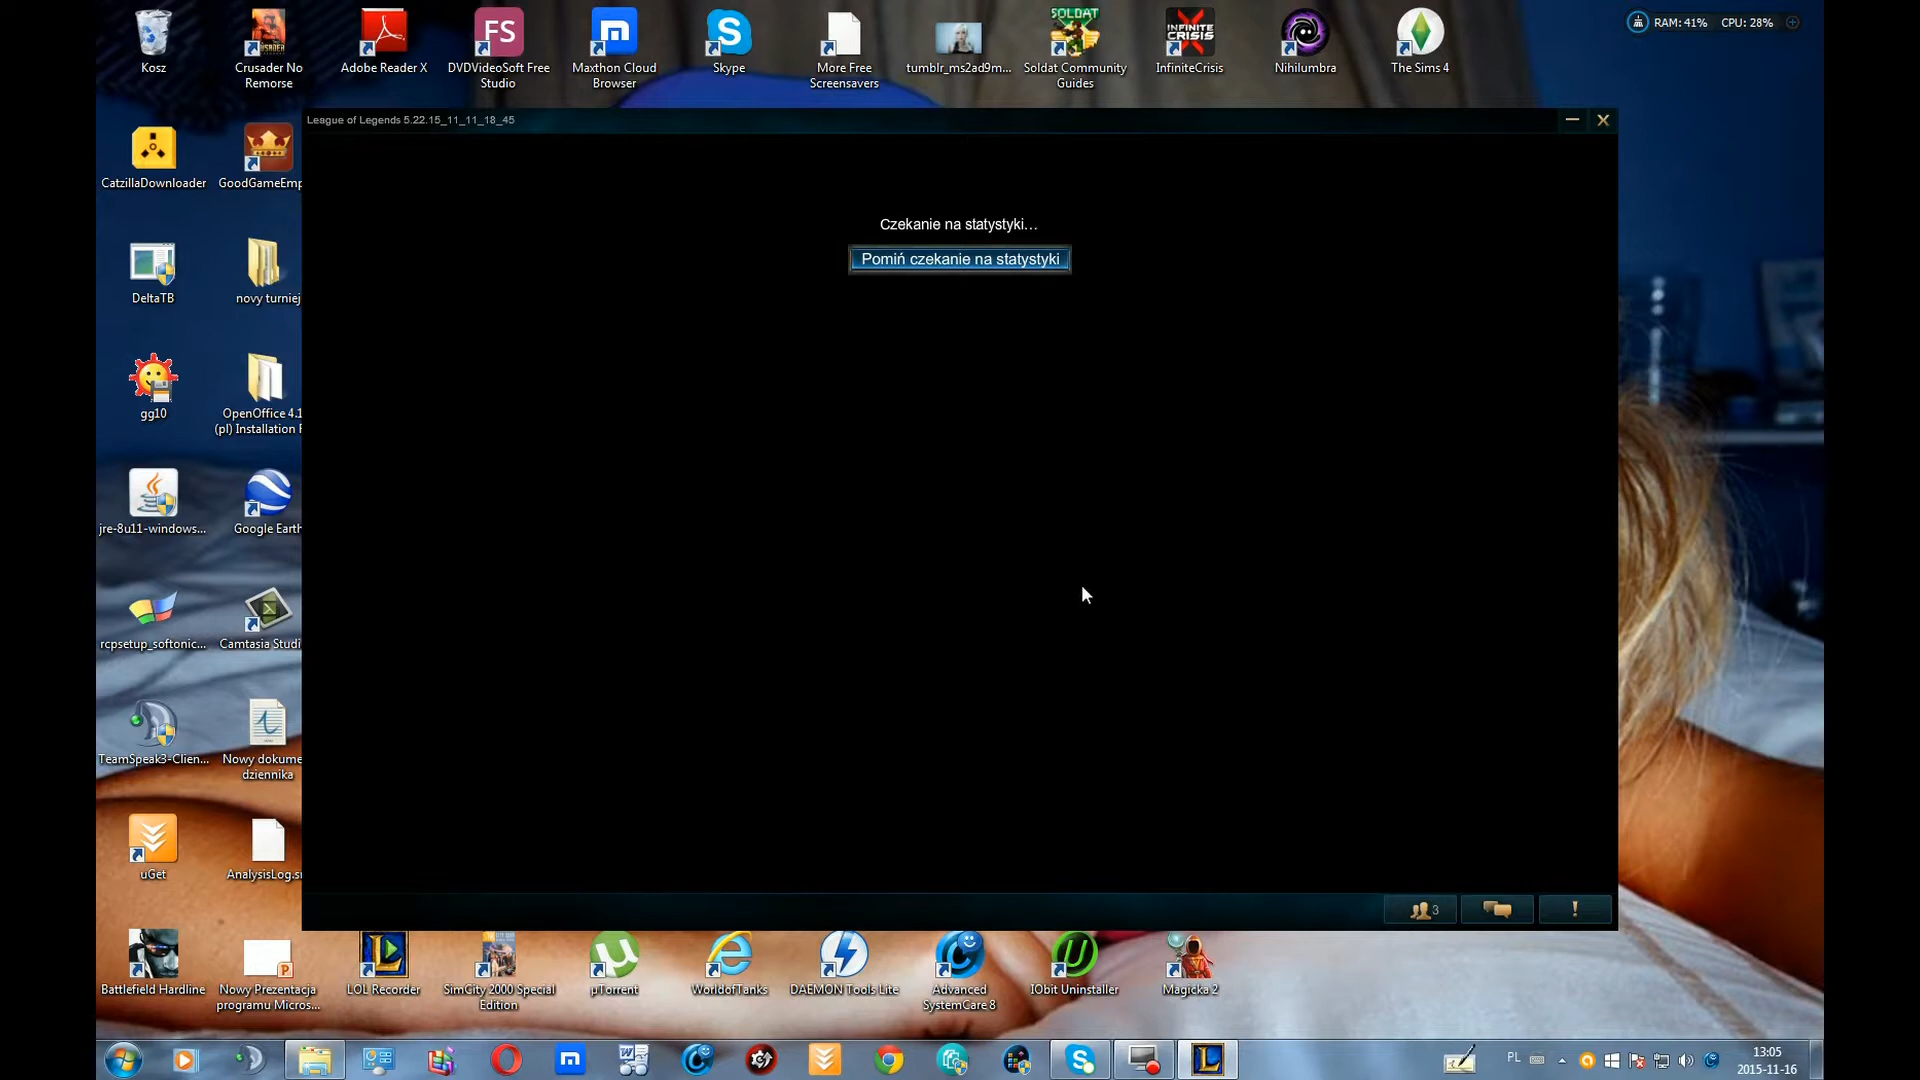 RAM: 41% CPU: 28%
Kosz
Crusader No
Remorse
Adobe Reader X
DVDVideoSoft Free
Studio
Maxthon Cloud
Browser
Skype
More Free
Screensavers
tumblr_ms2ad9m...
SOLDAT
Soldat Community
Guides
INFINITE
CRISIS
InfiniteCrisis
Nihilumbra
The Sims 4
League of Legends 5.22.15_11_11_18_45
CatzillaDownloader
GoodGameEmp
Czekanie na statystyki...
Pomiń czekanie na statystyki
DeltaTB
novy turniej
gg10
OpenOffice 4.1
(pl) Installation F
jre-8u11-windows...
Google Earth
rcpsetup_softonic...
Camtasia Studi
TeamSpeak3-Clien...
Nowy dokume
dziennika
uGet
AnalysisLog.s
3
Battlefield Hardline
Nowy Prezentacja
programu Micros...
LOL Recorder
SimCity 2000 Special
Edition
µTorrent
WorldofTanks
DAEMON Tools Lite
Advanced
SystemCare 8
IObit Uninstaller
Magicka 2
PL
13:05
2015-11-16